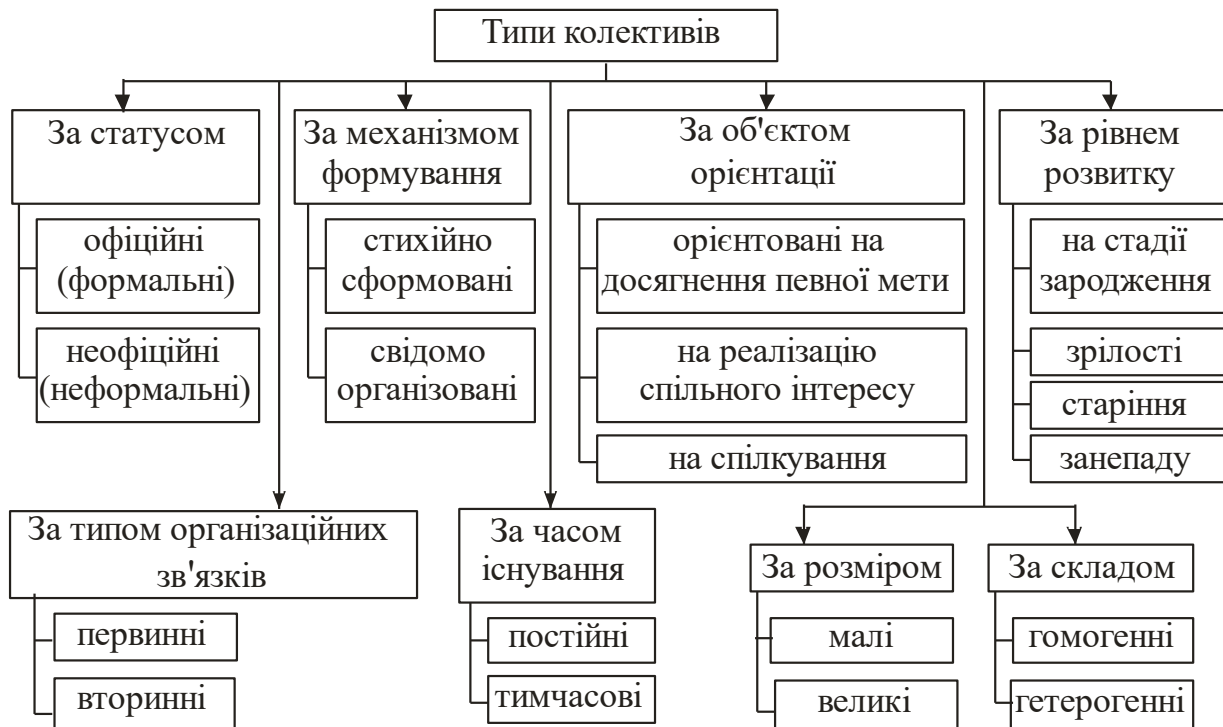 Типи колективів
За статусом
офіційні
(формальні)
неофіційні
(неформальні)
За механізмом
формування
стихійно
сформовані
свідомо
організовані
За об'єктом
орієнтації
орієнтовані на
досягнення певної мети
на реалізацію
спільного інтересу
на спілкування
За рівнем
розвитку
на стадії
зародження
зрілості
старіння
занепаду
За типом організаційних
зв'язків
первинні
вторинні
За часом
існування
постійні
тимчасові
За розміром
малі
великі
За складом
гомогенні
гетерогенні